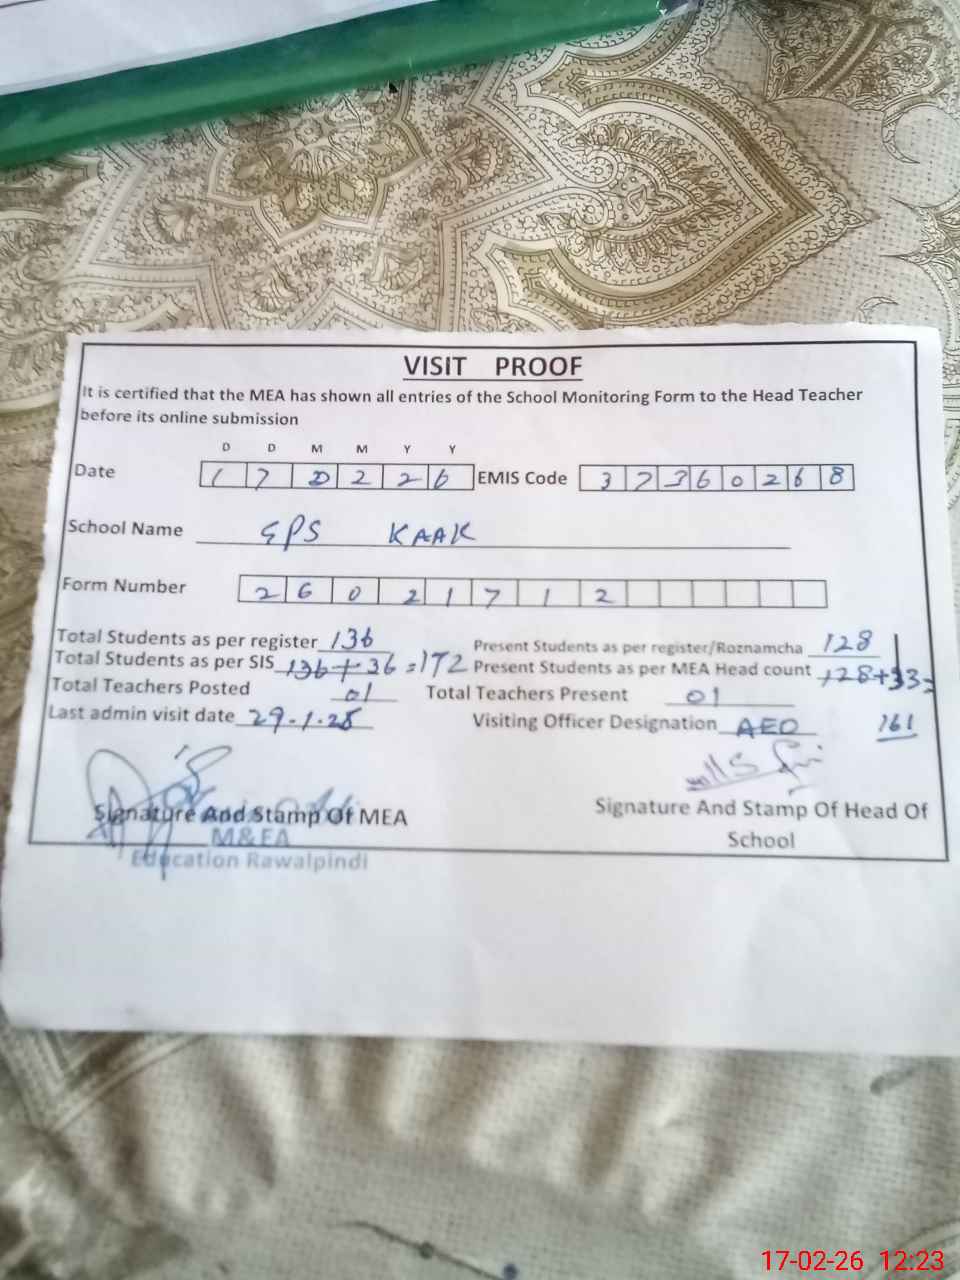 VISIT PROOF
It is certified that the MEA has shown all entries of the School Monitoring Form to the Head Teacher
before its online submission
D D M M Y Y
Date 1 7 0 2 2 6 EMIS Code 3 7 3 6 0 2 6 8
School Name GPS KAAK
Form Number 2 6 0 2 1 7 1 2
Total Students as per register 136 Present Students as per register/Roznamcha 128
Total Students as per SIS 136+36=172 Present Students as per MEA Head count 128+33=
161
Total Teachers Posted 01 Total Teachers Present 01
Last admin visit date 29-1-26 Visiting Officer Designation AEO
Signature And Stamp Of MEA
Signature And Stamp Of Head Of
School
M&EA
Education Rawalpindi
17-02-26 12:23